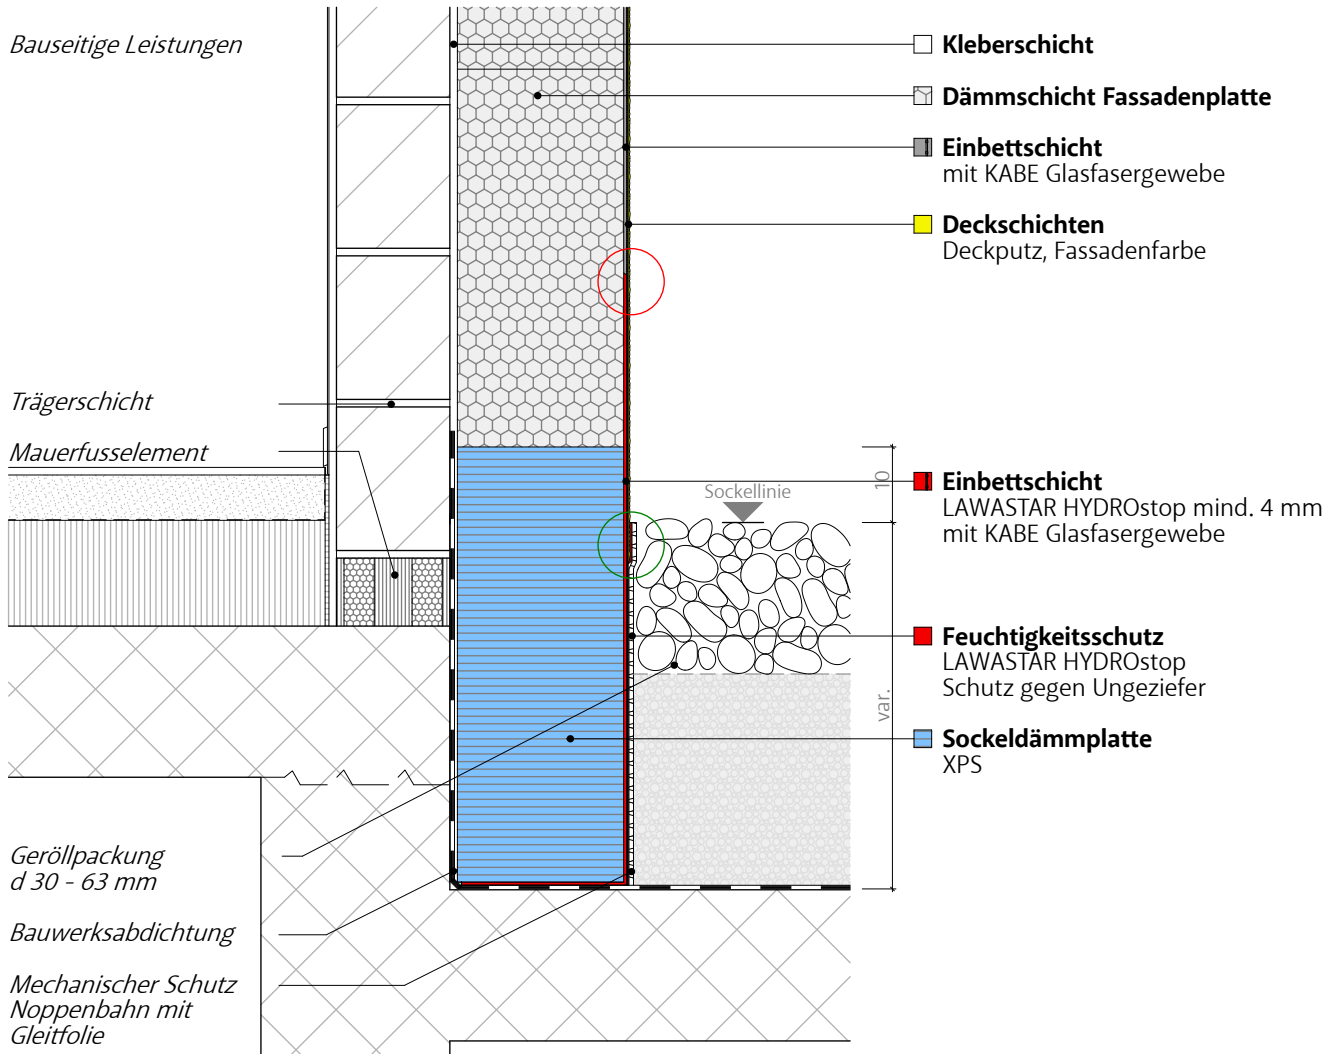 Bauseitige Leistungen
Trägerschicht
Mauerfusselement
Geröllpackung
d 30 - 63 mm
Bauwerksabdichtung
Mechanischer Schutz
Noppenbahn mit
Gleitfolie
Sockellinie
10
var.
Kleberschicht
Dämmschicht Fassadenplatte
Einbettschicht
mit KABE Glasfasergewebe
Deckschichten
Deckputz, Fassadenfarbe
Einbettschicht
LAWASTAR HYDROstop mind. 4 mm
mit KABE Glasfasergewebe
Feuchtigkeitsschutz
LAWASTAR HYDROstop
Schutz gegen Ungeziefer
Sockeldämmplatte
XPS